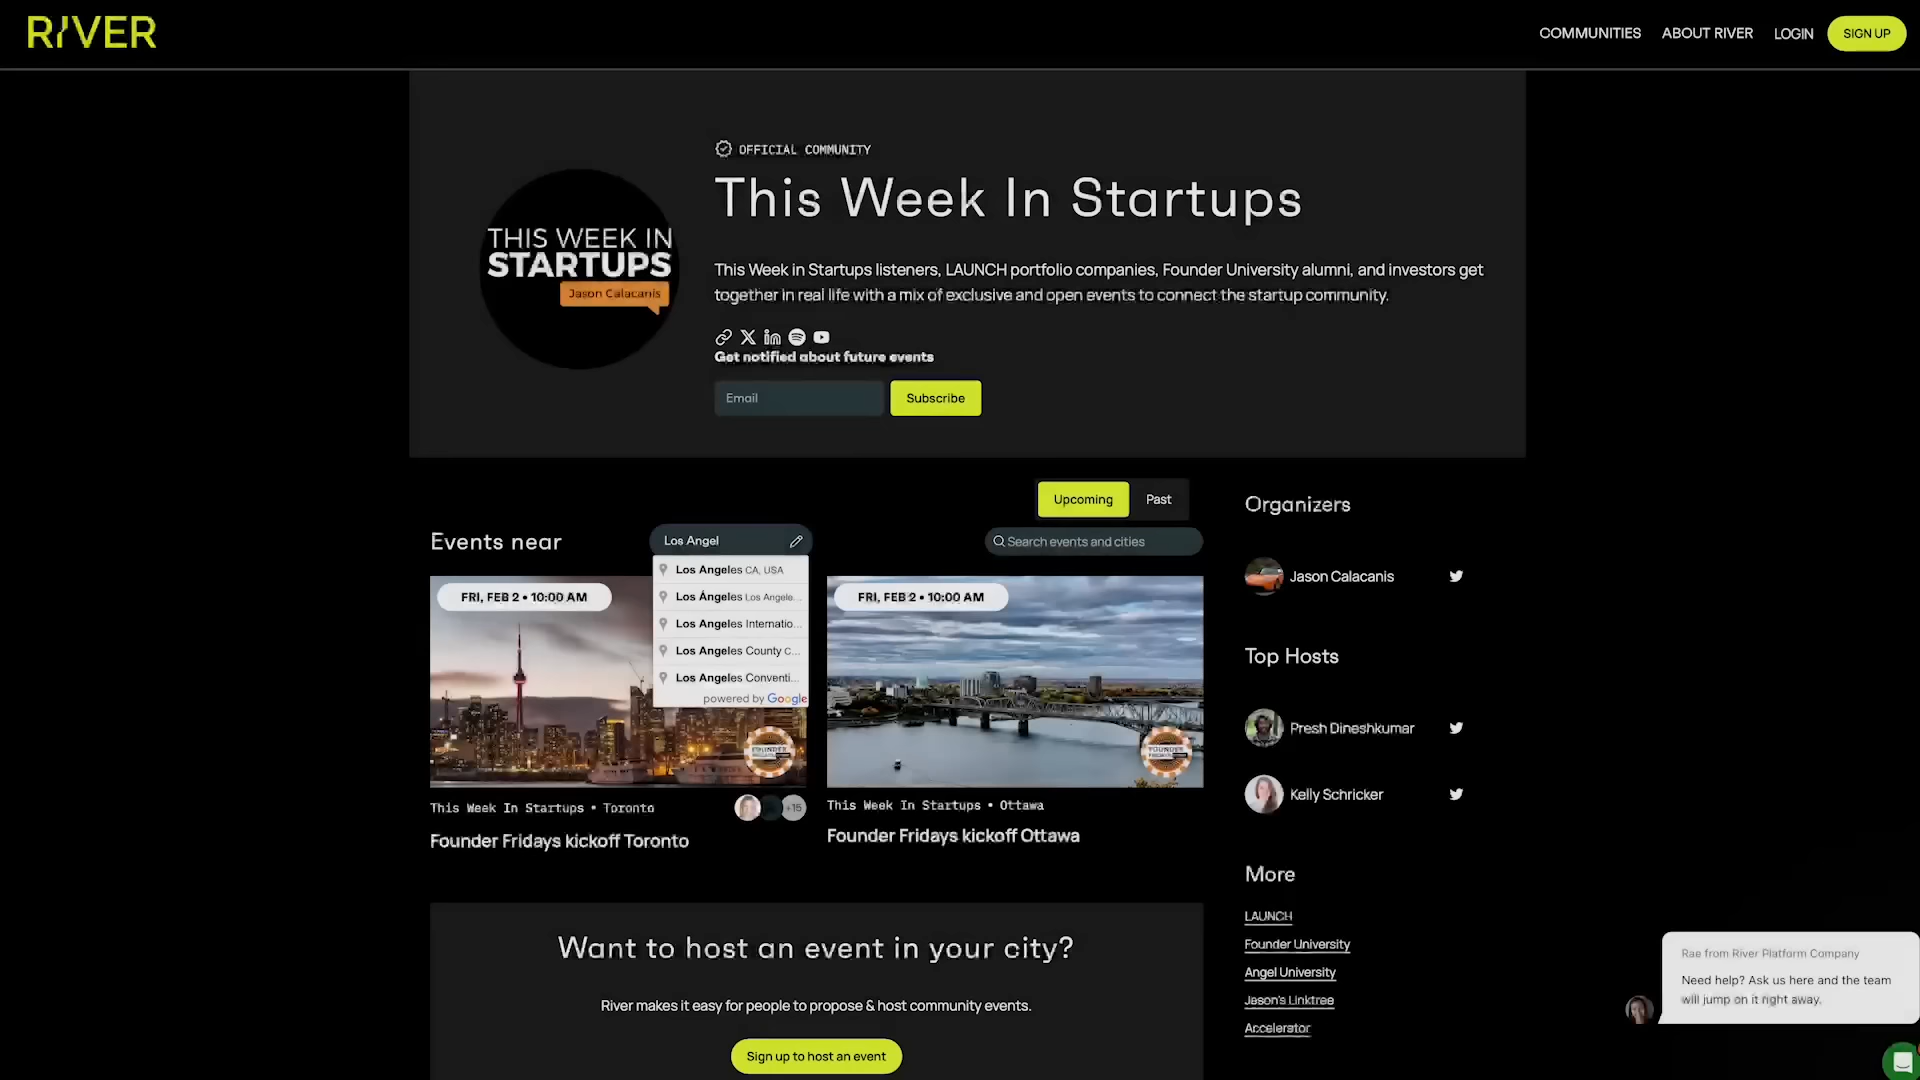 RIVER
COMMUNITIES
ABOUT RIVER
LOGIN
SIGN UP
OFFICIAL COMMUNITY
This Week In Startups
THIS WEEK IN
STARTUPS
Jason Calacanis
This Week in Startups listeners, LAUNCH portfolio companies, Founder University alumni, and investors get
together in real life with a mix of exclusive and open events to connect the startup community.
Get notified about future events
Email
Subscribe
Upcoming
Past
Events near
Los Angel
Search events and cities
Los Angeles CA, USA
Los Ángeles Los Angele...
Los Angeles Internatio...
Los Angeles County C...
Los Angeles Conventi...
powered by Google
FRI, FEB 2 • 10:00 AM
This Week In Startups • Toronto
+15
Founder Fridays kickoff Toronto
FRI, FEB 2 • 10:00 AM
This Week In Startups • Ottawa
Founder Fridays kickoff Ottawa
Want to host an event in your city?
River makes it easy for people to propose & host community events.
Sign up to host an event
Organizers
Jason Calacanis
Top Hosts
Presh Dineshkumar
Kelly Schricker
More
LAUNCH
Founder University
Angel University
Jason's Linktree
Accelerator
Rae from River Platform Company
Need help? Ask us here and the team
will jump on it right away.